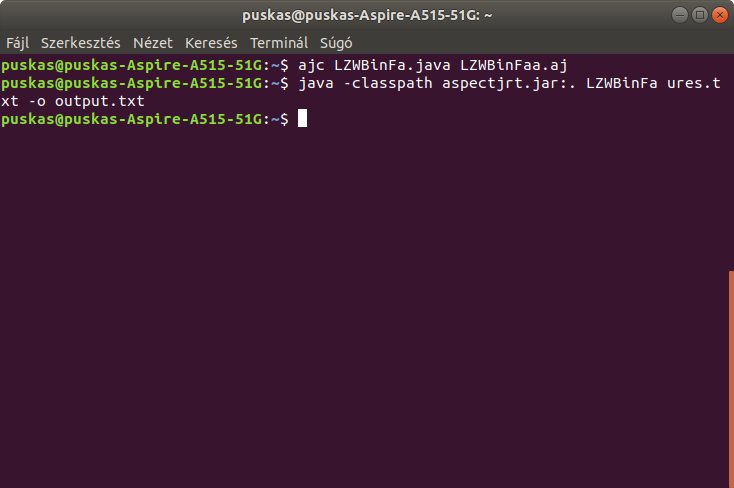 puskas@puskas-Aspire-A515-51G: ~
Fájl Szerkesztés Nézet Keresés Terminál Súgó
puskas@puskas-Aspire-A515-51G:~$ ajc LZWBinFa.java LZWBinFaa.aj
puskas@puskas-Aspire-A515-51G:~$ java -classpath aspectjrt.jar:. LZWBinFa ures.t
xt -o output.txt
puskas@puskas-Aspire-A515-51G:~$